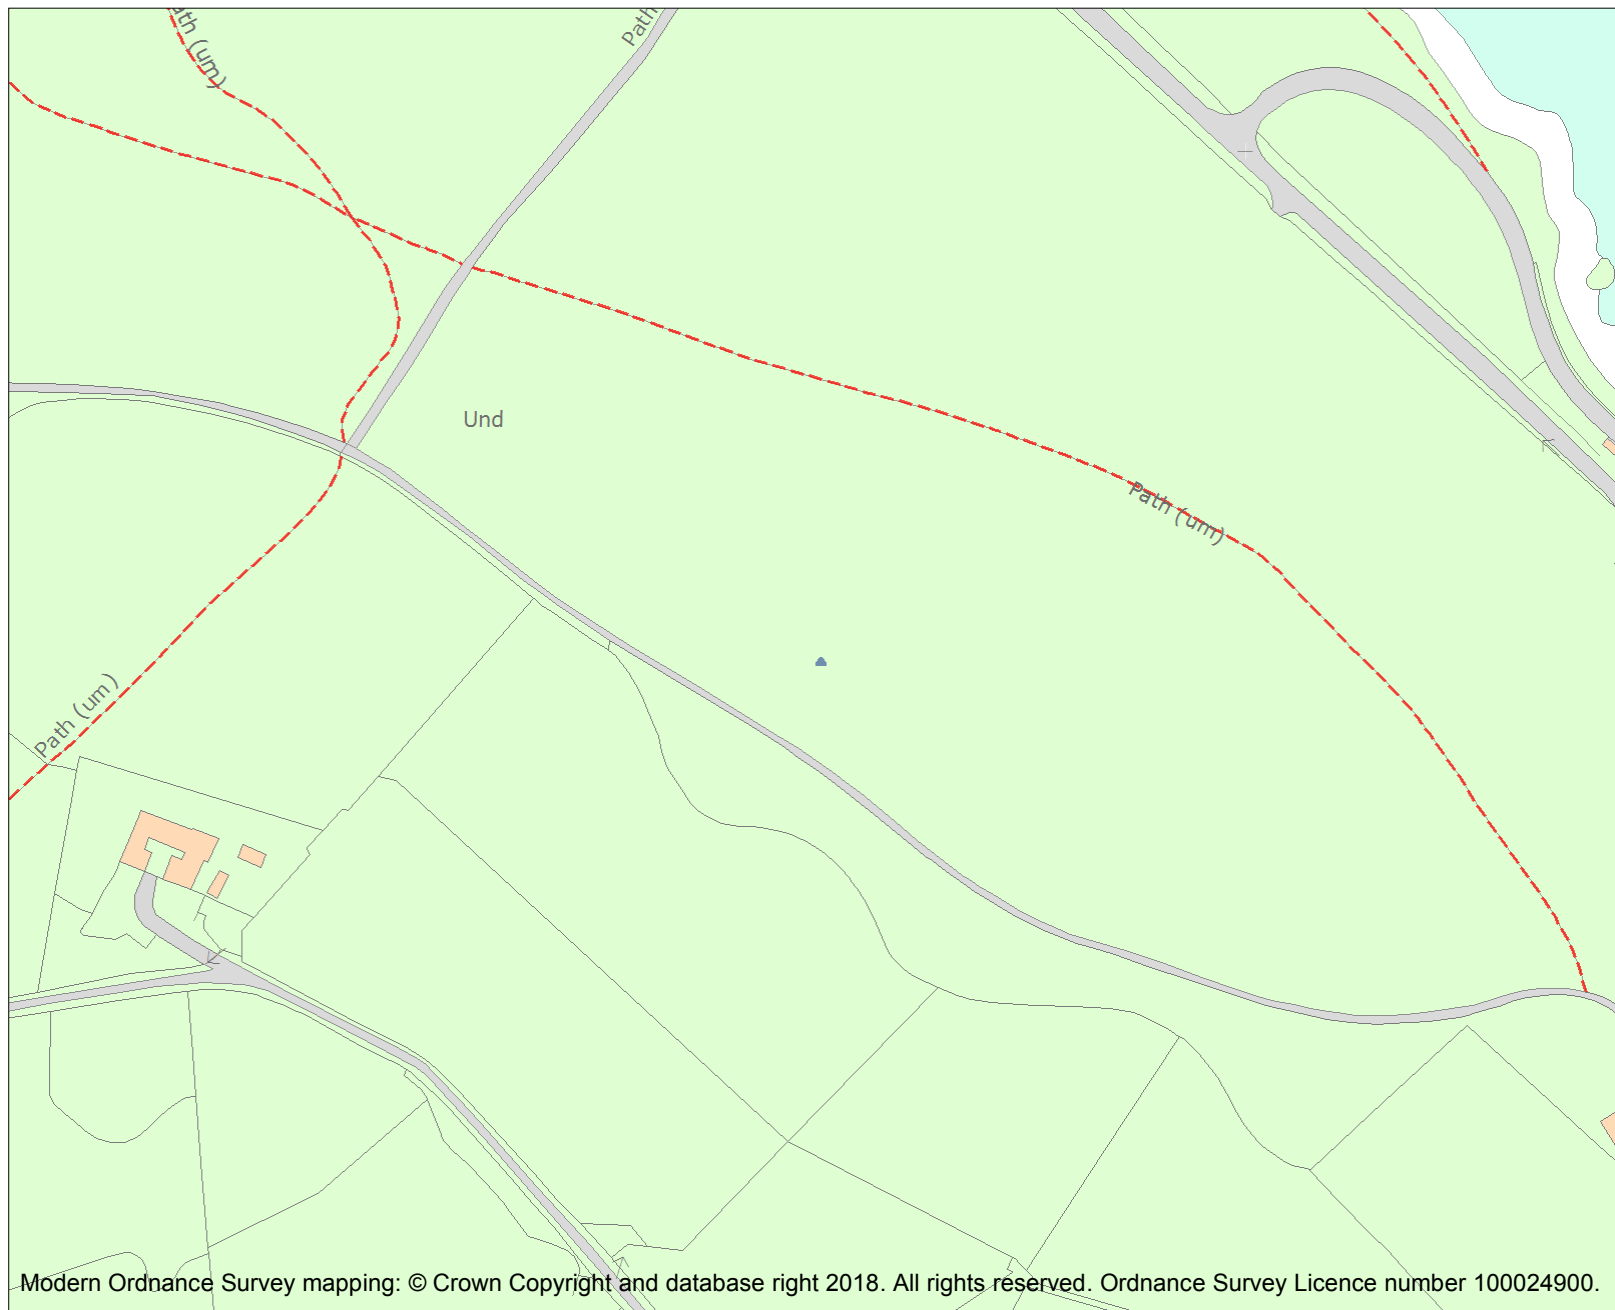 ath (um)
Path
Und
Path (um)
Path (um)
Modern Ordnance Survey mapping: © Crown Copyright and database right 2018. All rights reserved. Ordnance Survey Licence number 100024900.